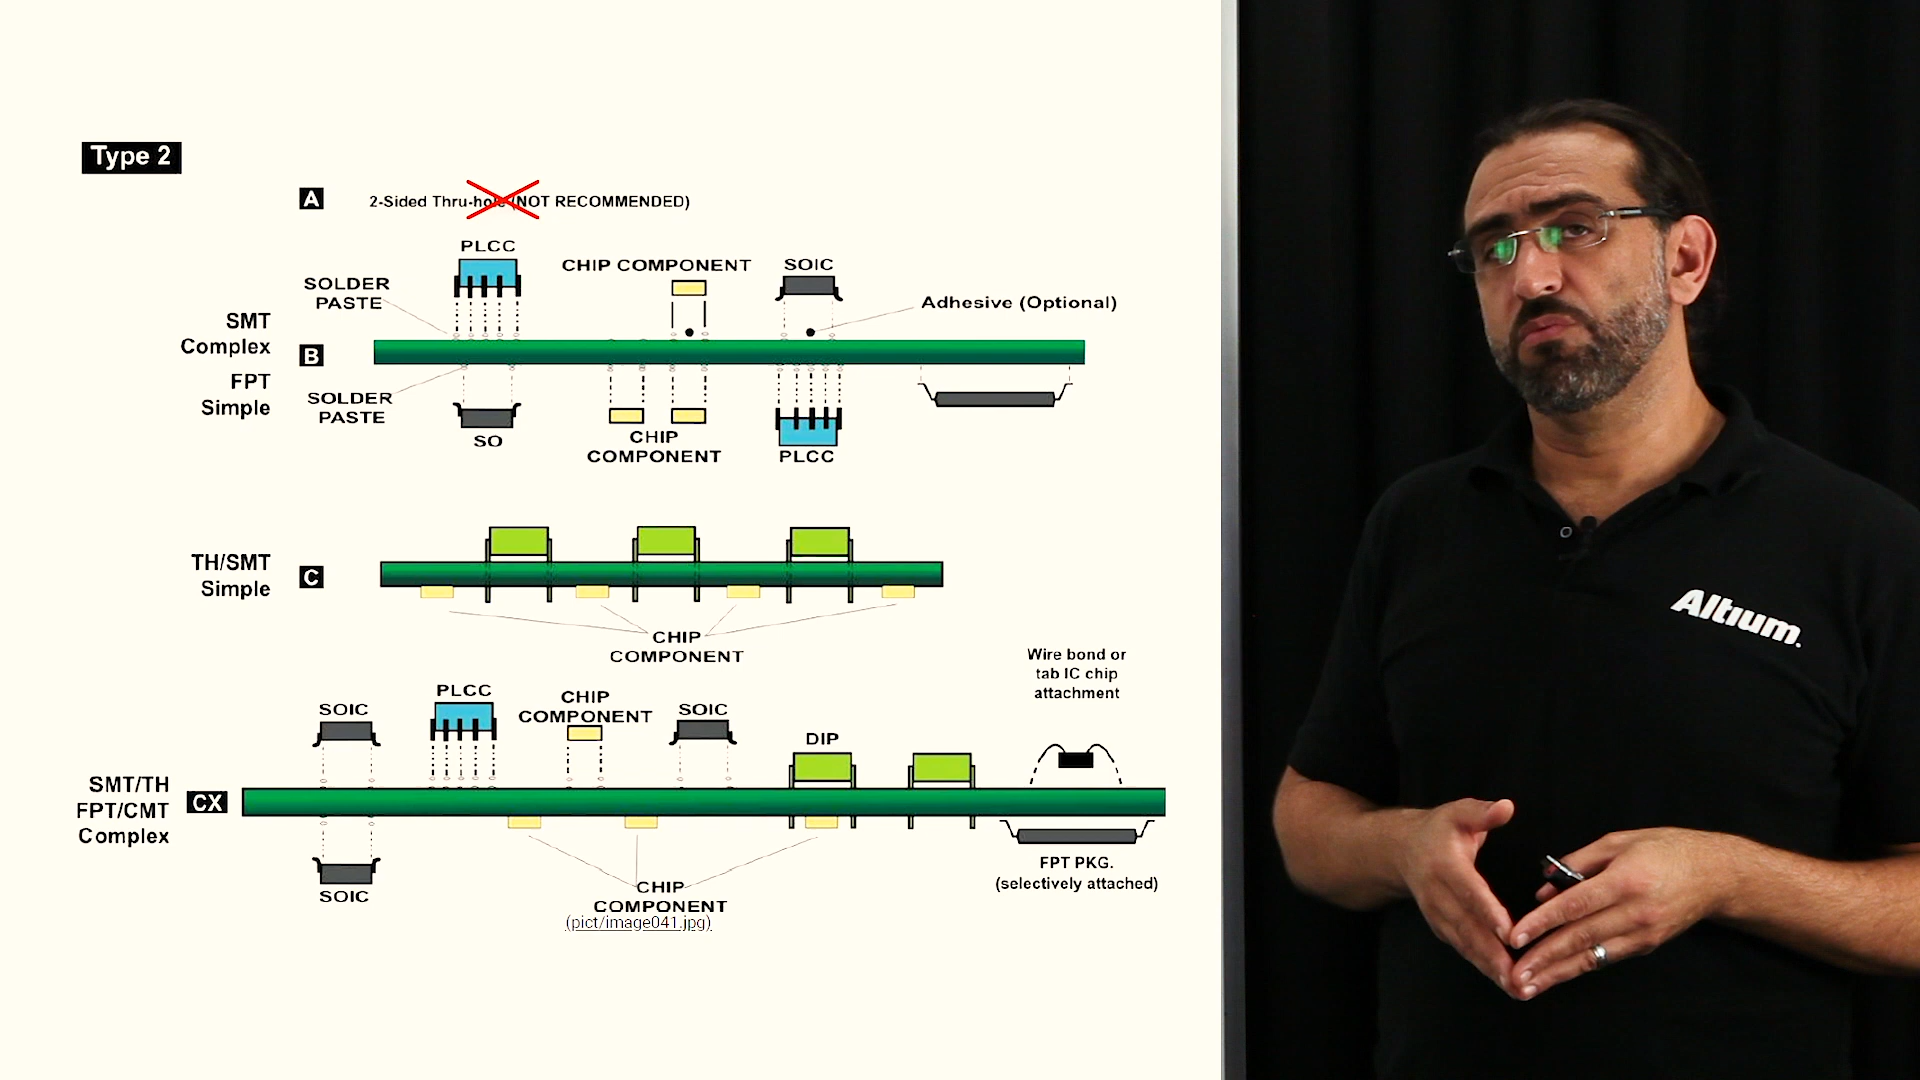 Type 2
A
2-Sided Thru-hole (NOT RECOMMENDED)
PLCC
CHIP COMPONENT
SOIC
SOLDER
PASTE
Adhesive (Optional)
SMT
Complex
B
FPT
Simple
SOLDER
PASTE
SO
CHIP
COMPONENT
PLCC
TH/SMT
Simple
C
CHIP
COMPONENT
Wire bond or
tab IC chip
attachment
SOIC
PLCC
CHIP
COMPONENT
SOIC
DIP
SMT/TH
FPT/CMT
Complex
CX
FPT PKG.
(selectively attached)
SOIC
CHIP
COMPONENT
(pict/image041.jpg)
Altium.